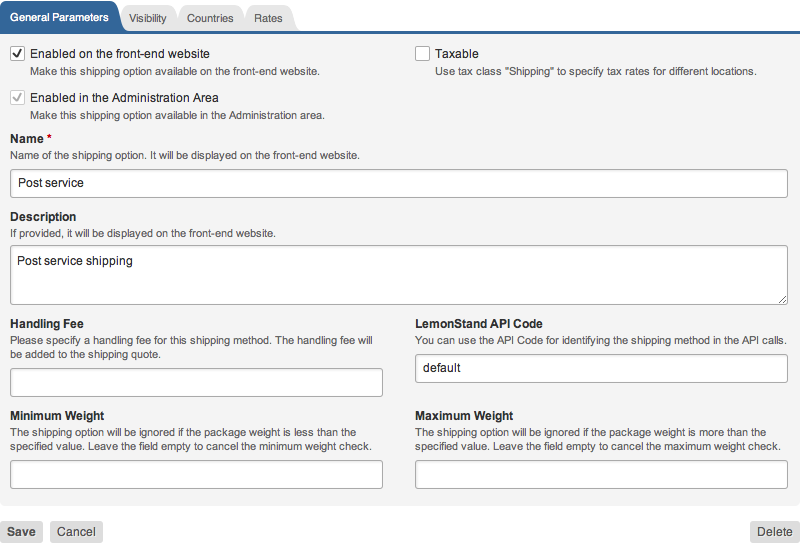 General Parameters Visibility Countries Rates
Enabled on the front-end website
Make this shipping option available on the front-end website.
Taxable
Use tax class "Shipping" to specify tax rates for different locations.
Enabled in the Administration Area
Make this shipping option available in the Administration area.
Name *
Name of the shipping option. It will be displayed on the front-end website.
Post service
Description
If provided, it will be displayed on the front-end website.
Post service shipping
Handling Fee
Please specify a handling fee for this shipping method. The handling fee will
be added to the shipping quote.
LemonStand API Code
You can use the API Code for identifying the shipping method in the API calls.
default
Minimum Weight
The shipping option will be ignored if the package weight is less than the
specified value. Leave the field empty to cancel the minimum weight check.
Maximum Weight
The shipping option will be ignored if the package weight is more than the
specified value. Leave the field empty to cancel the maximum weight check.
Save Cancel Delete